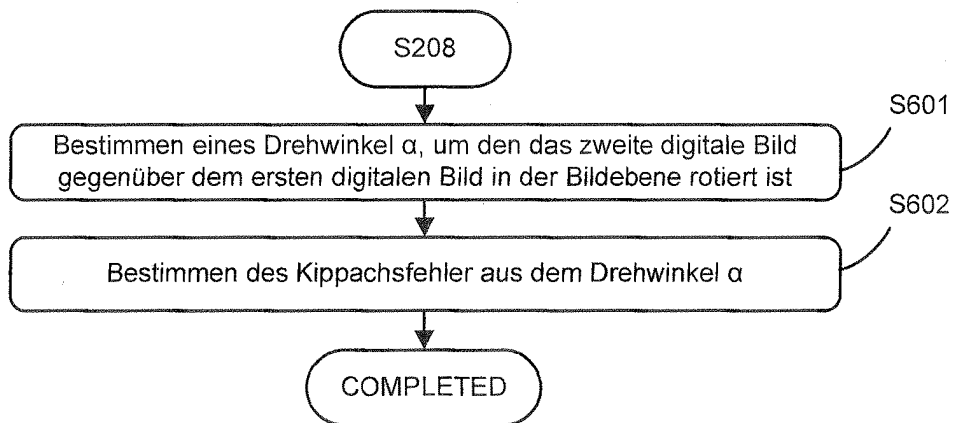 S208
S601
Bestimmen eines Drehwinkel α, um den das zweite digitale Bild
gegenüber dem ersten digitalen Bild in der Bildebene rotiert ist
S602
Bestimmen des Kippachsfehler aus dem Drehwinkel α
COMPLETED